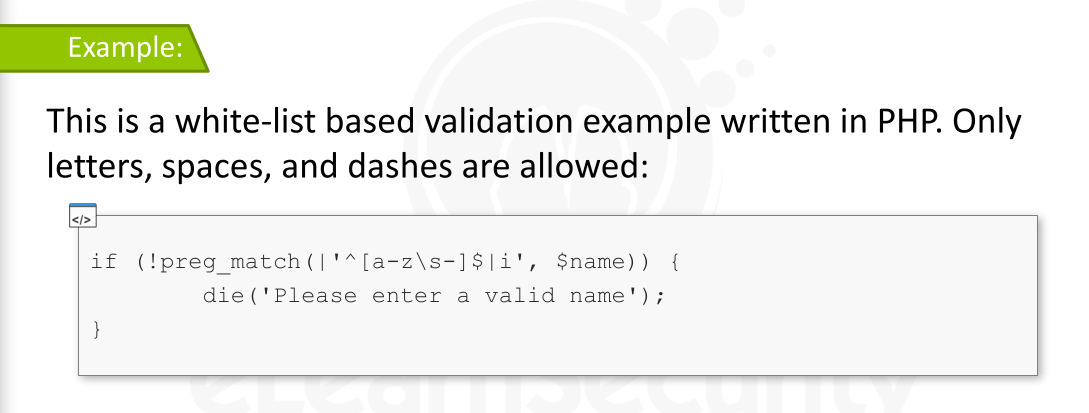 Example:
This is a white-list based validation example written in PHP. Only
letters, spaces, and dashes are allowed:
</>
if (!preg_match(|'^[a-z\s-]$|i', $name)) {
die('Please enter a valid name');
}
eLearnSecurity